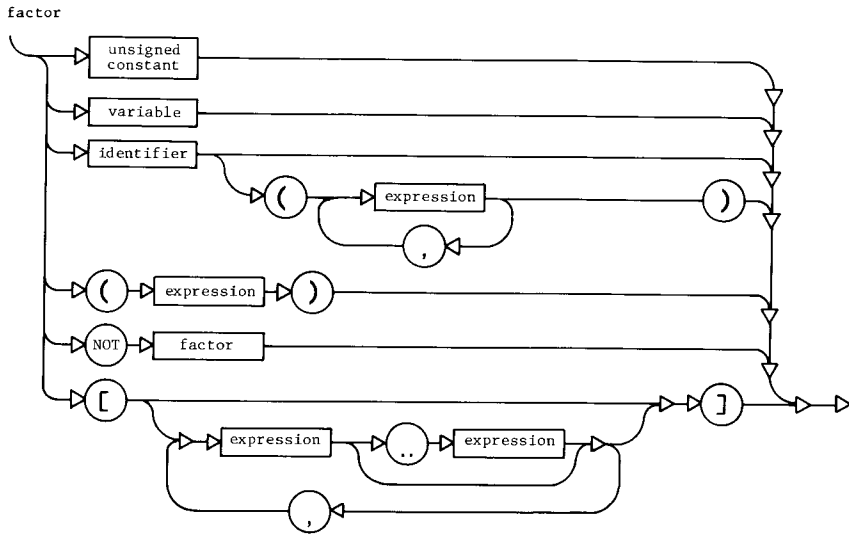 factor
unsigned
constant
variable
identifier
( expression )
,
( expression )
NOT factor
[ ]
expression .. expression
,